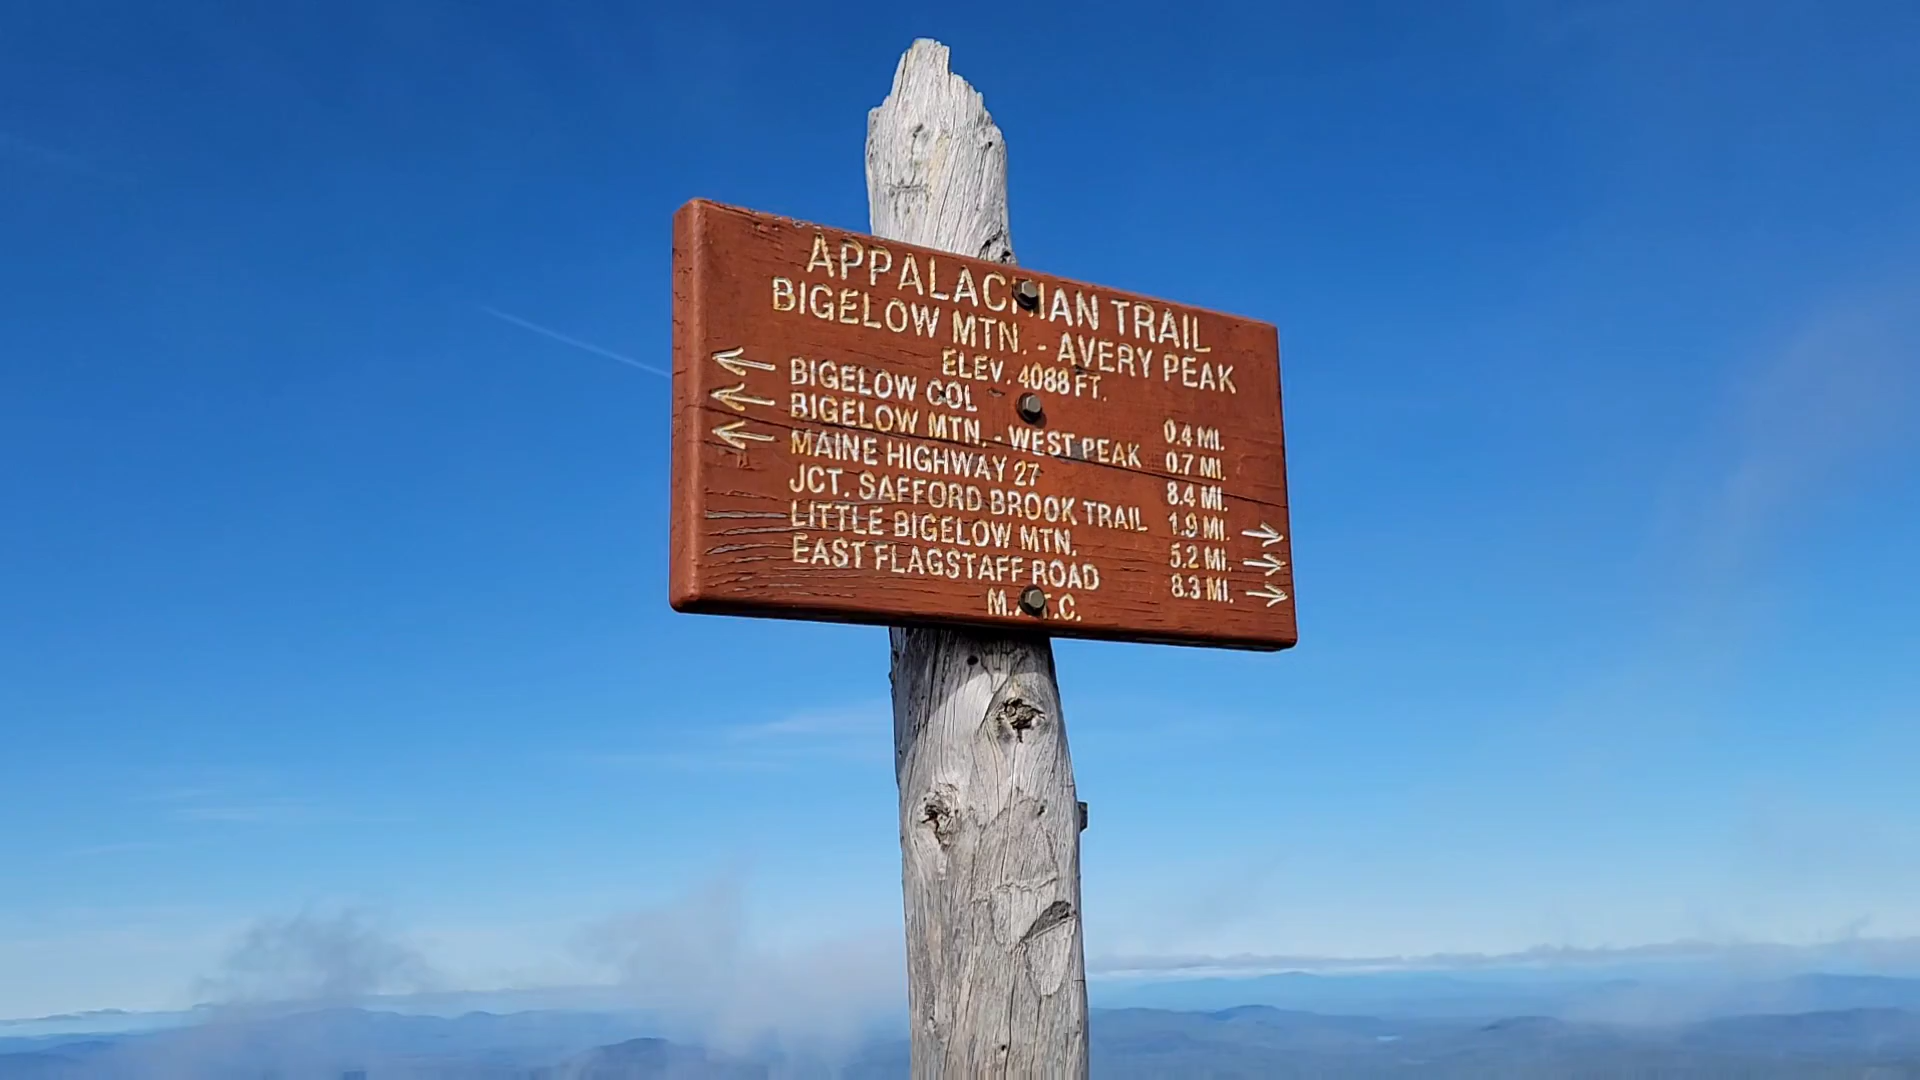 APPALACHIAN TRAIL
BIGELOW MTN. - AVERY PEAK
ELEV. 4088 FT.
BIGELOW COL 0.4 MI.
BIGELOW MTN. - WEST PEAK 0.7 MI.
MAINE HIGHWAY 27 8.4 MI.
JCT. SAFFORD BROOK TRAIL 1.9 MI.
LITTLE BIGELOW MTN. 5.2 MI.
EAST FLAGSTAFF ROAD 8.3 MI.
M.A.T.C.